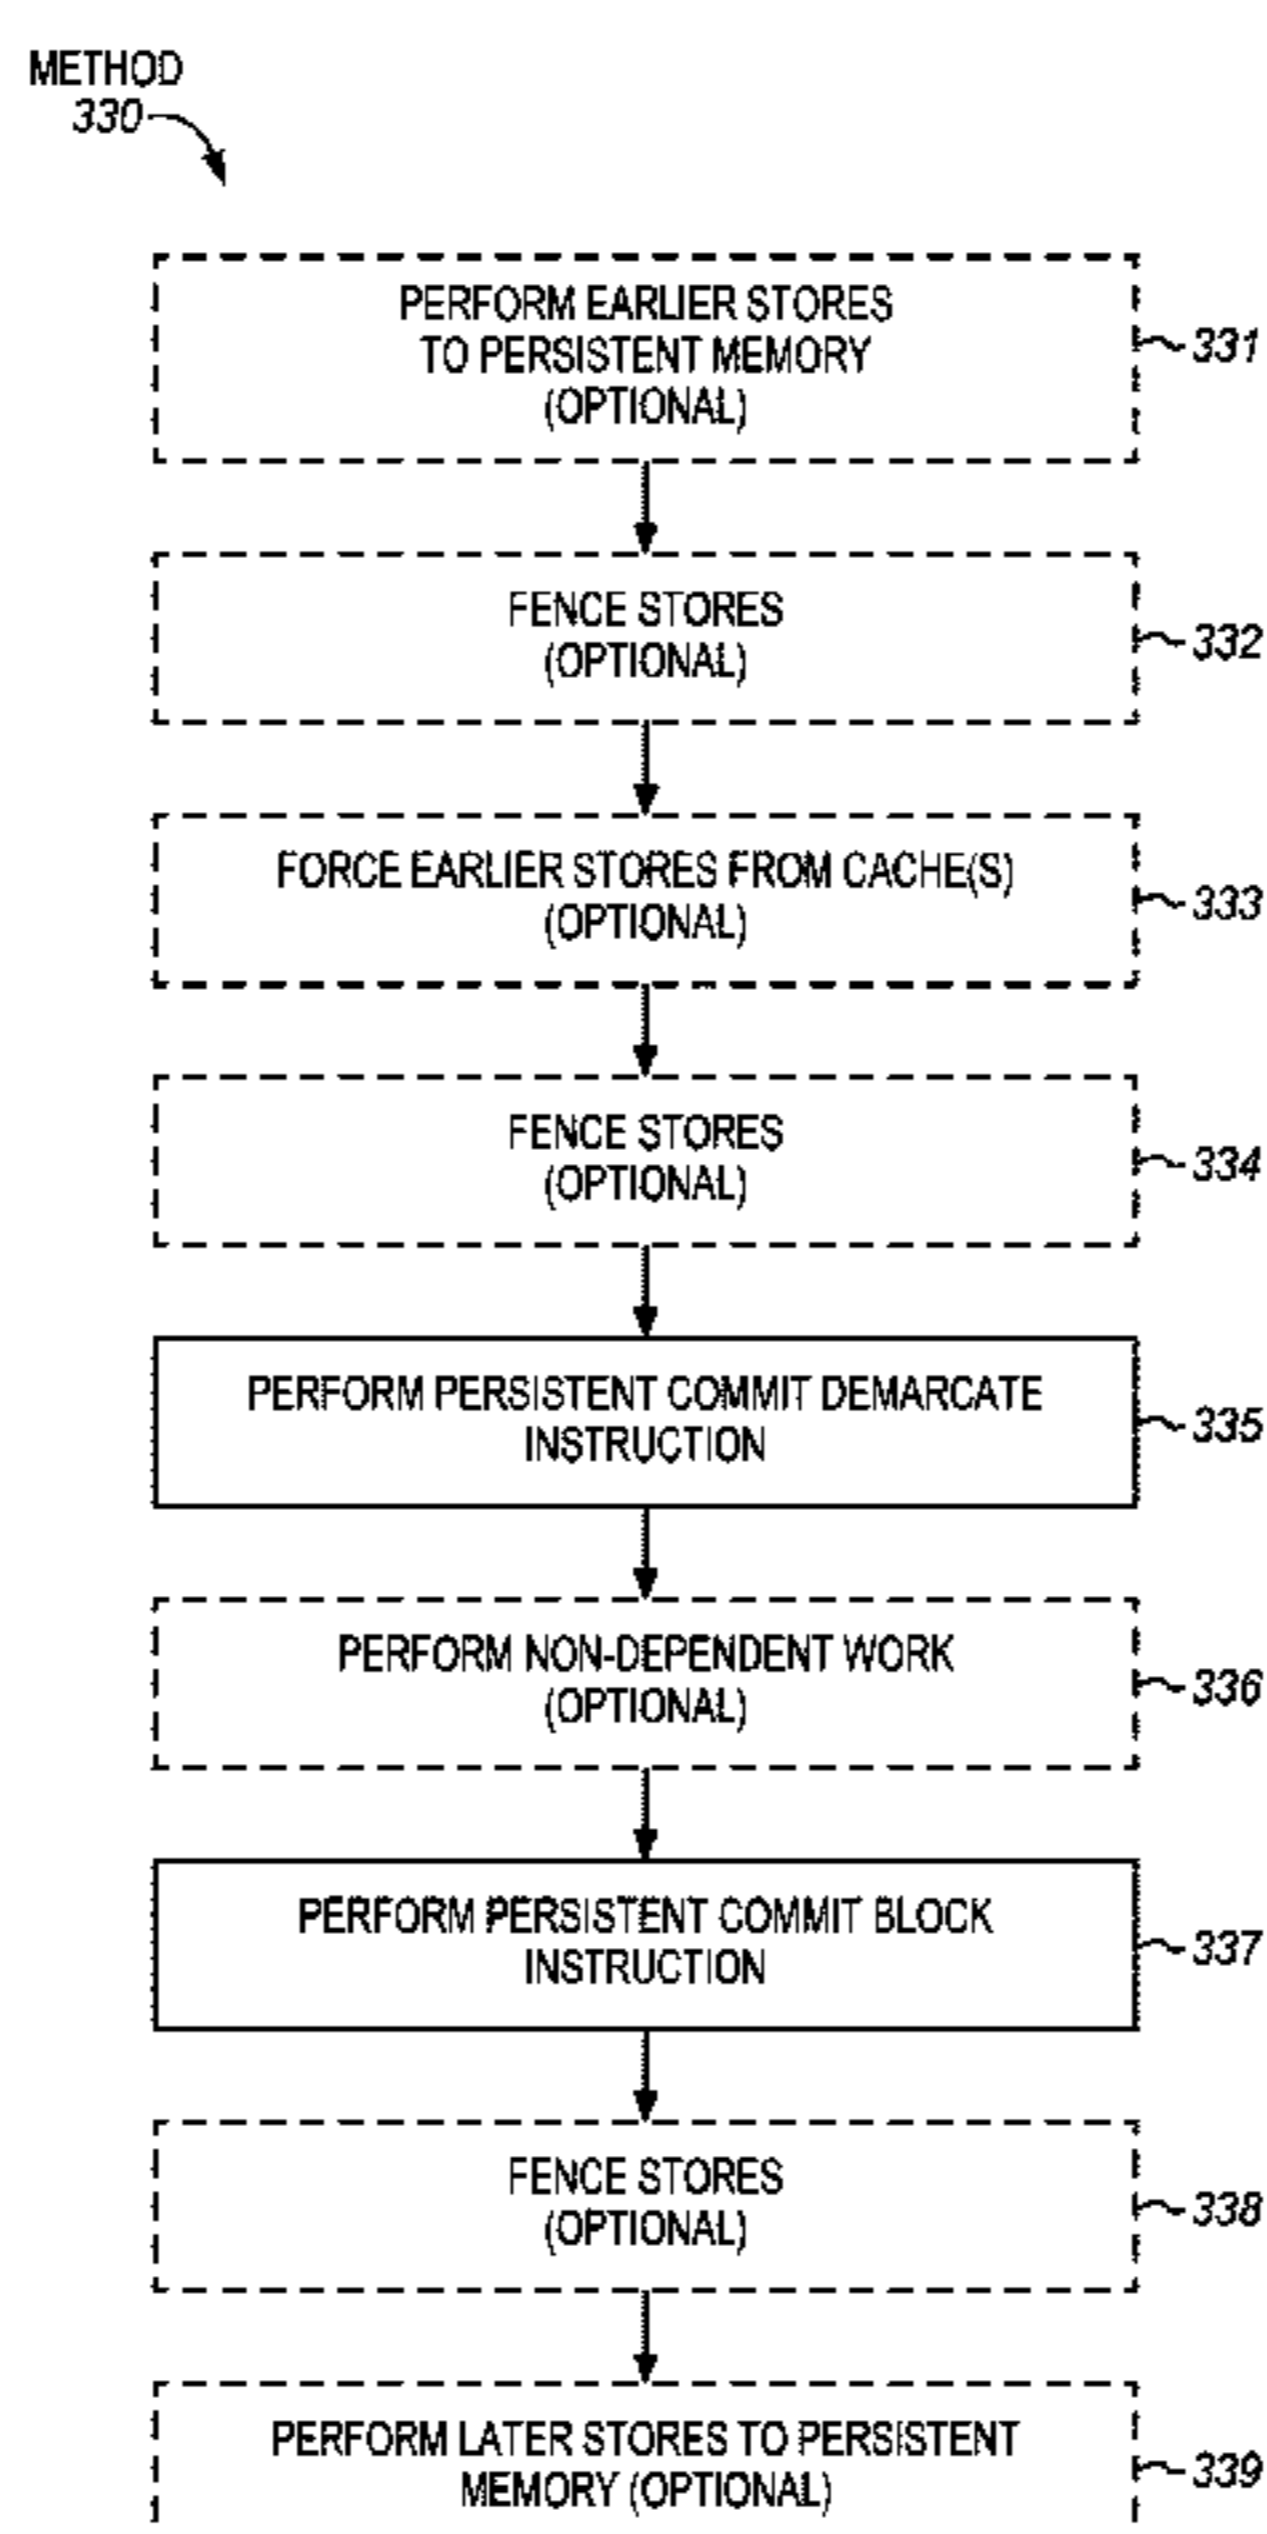 METHOD
330
PERFORM EARLIER STORES
TO PERSISTENT MEMORY
(OPTIONAL)
331
FENCE STORES
(OPTIONAL)
332
FORCE EARLIER STORES FROM CACHE(S)
(OPTIONAL)
333
FENCE STORES
(OPTIONAL)
334
PERFORM PERSISTENT COMMIT DEMARCATE
INSTRUCTION
335
PERFORM NON-DEPENDENT WORK
(OPTIONAL)
336
PERFORM PERSISTENT COMMIT BLOCK
INSTRUCTION
337
FENCE STORES
(OPTIONAL)
338
PERFORM LATER STORES TO PERSISTENT
MEMORY (OPTIONAL)
339